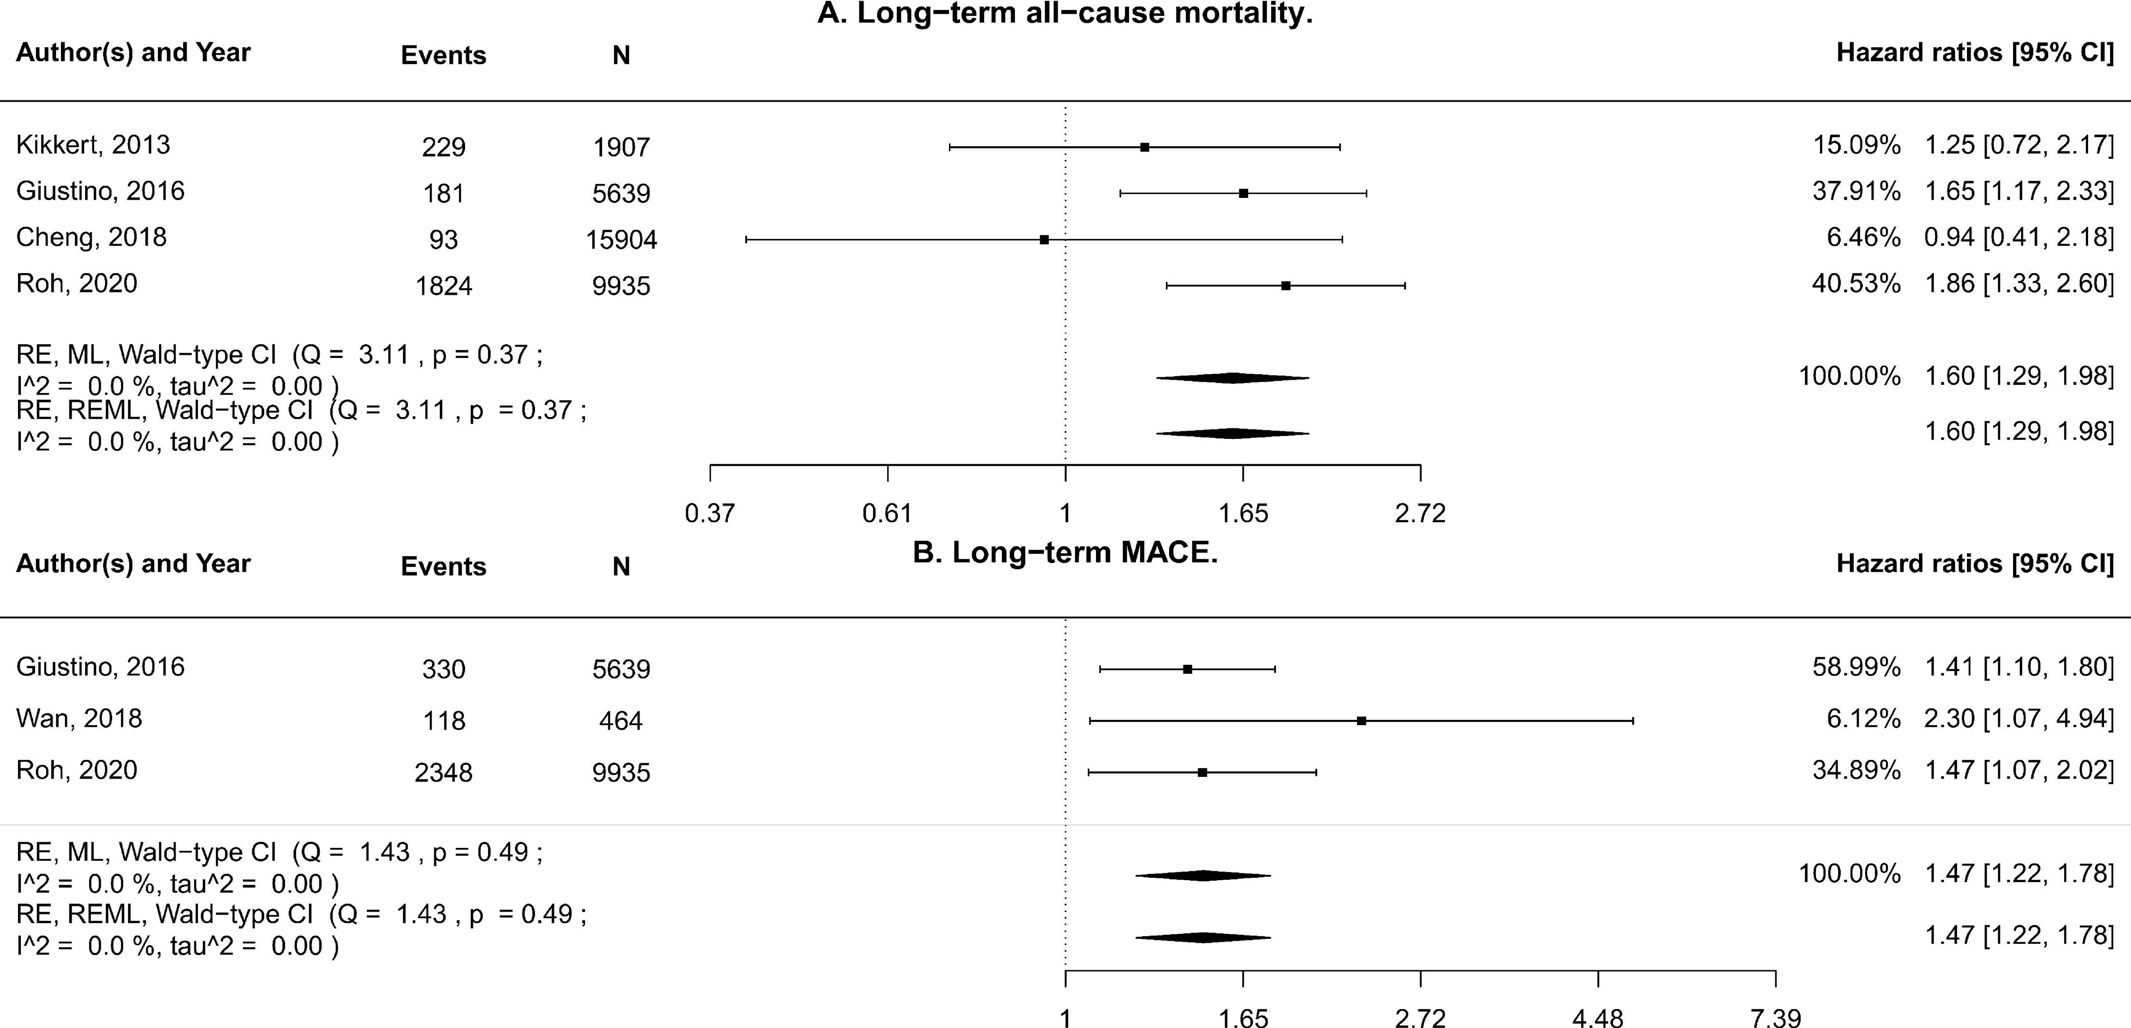 A. Long−term all−cause mortality.
Author(s) and Year Events N Hazard ratios [95% CI]
Kikkert, 2013 229 1907 15.09% 1.25 [0.72, 2.17]
Giustino, 2016 181 5639 37.91% 1.65 [1.17, 2.33]
Cheng, 2018 93 15904 6.46% 0.94 [0.41, 2.18]
Roh, 2020 1824 9935 40.53% 1.86 [1.33, 2.60]
RE, ML, Wald−type CI (Q = 3.11 , p = 0.37 ;
I^2 = 0.0 %, tau^2 = 0.00 ) 100.00% 1.60 [1.29, 1.98]
RE, REML, Wald−type CI (Q = 3.11 , p = 0.37 ;
I^2 = 0.0 %, tau^2 = 0.00 ) 1.60 [1.29, 1.98]
0.37 0.61 1 1.65 2.72
B. Long−term MACE.
Author(s) and Year Events N Hazard ratios [95% CI]
Giustino, 2016 330 5639 58.99% 1.41 [1.10, 1.80]
Wan, 2018 118 464 6.12% 2.30 [1.07, 4.94]
Roh, 2020 2348 9935 34.89% 1.47 [1.07, 2.02]
RE, ML, Wald−type CI (Q = 1.43 , p = 0.49 ;
I^2 = 0.0 %, tau^2 = 0.00 ) 100.00% 1.47 [1.22, 1.78]
RE, REML, Wald−type CI (Q = 1.43 , p = 0.49 ;
I^2 = 0.0 %, tau^2 = 0.00 ) 1.47 [1.22, 1.78]
1 1.65 2.72 4.48 7.39